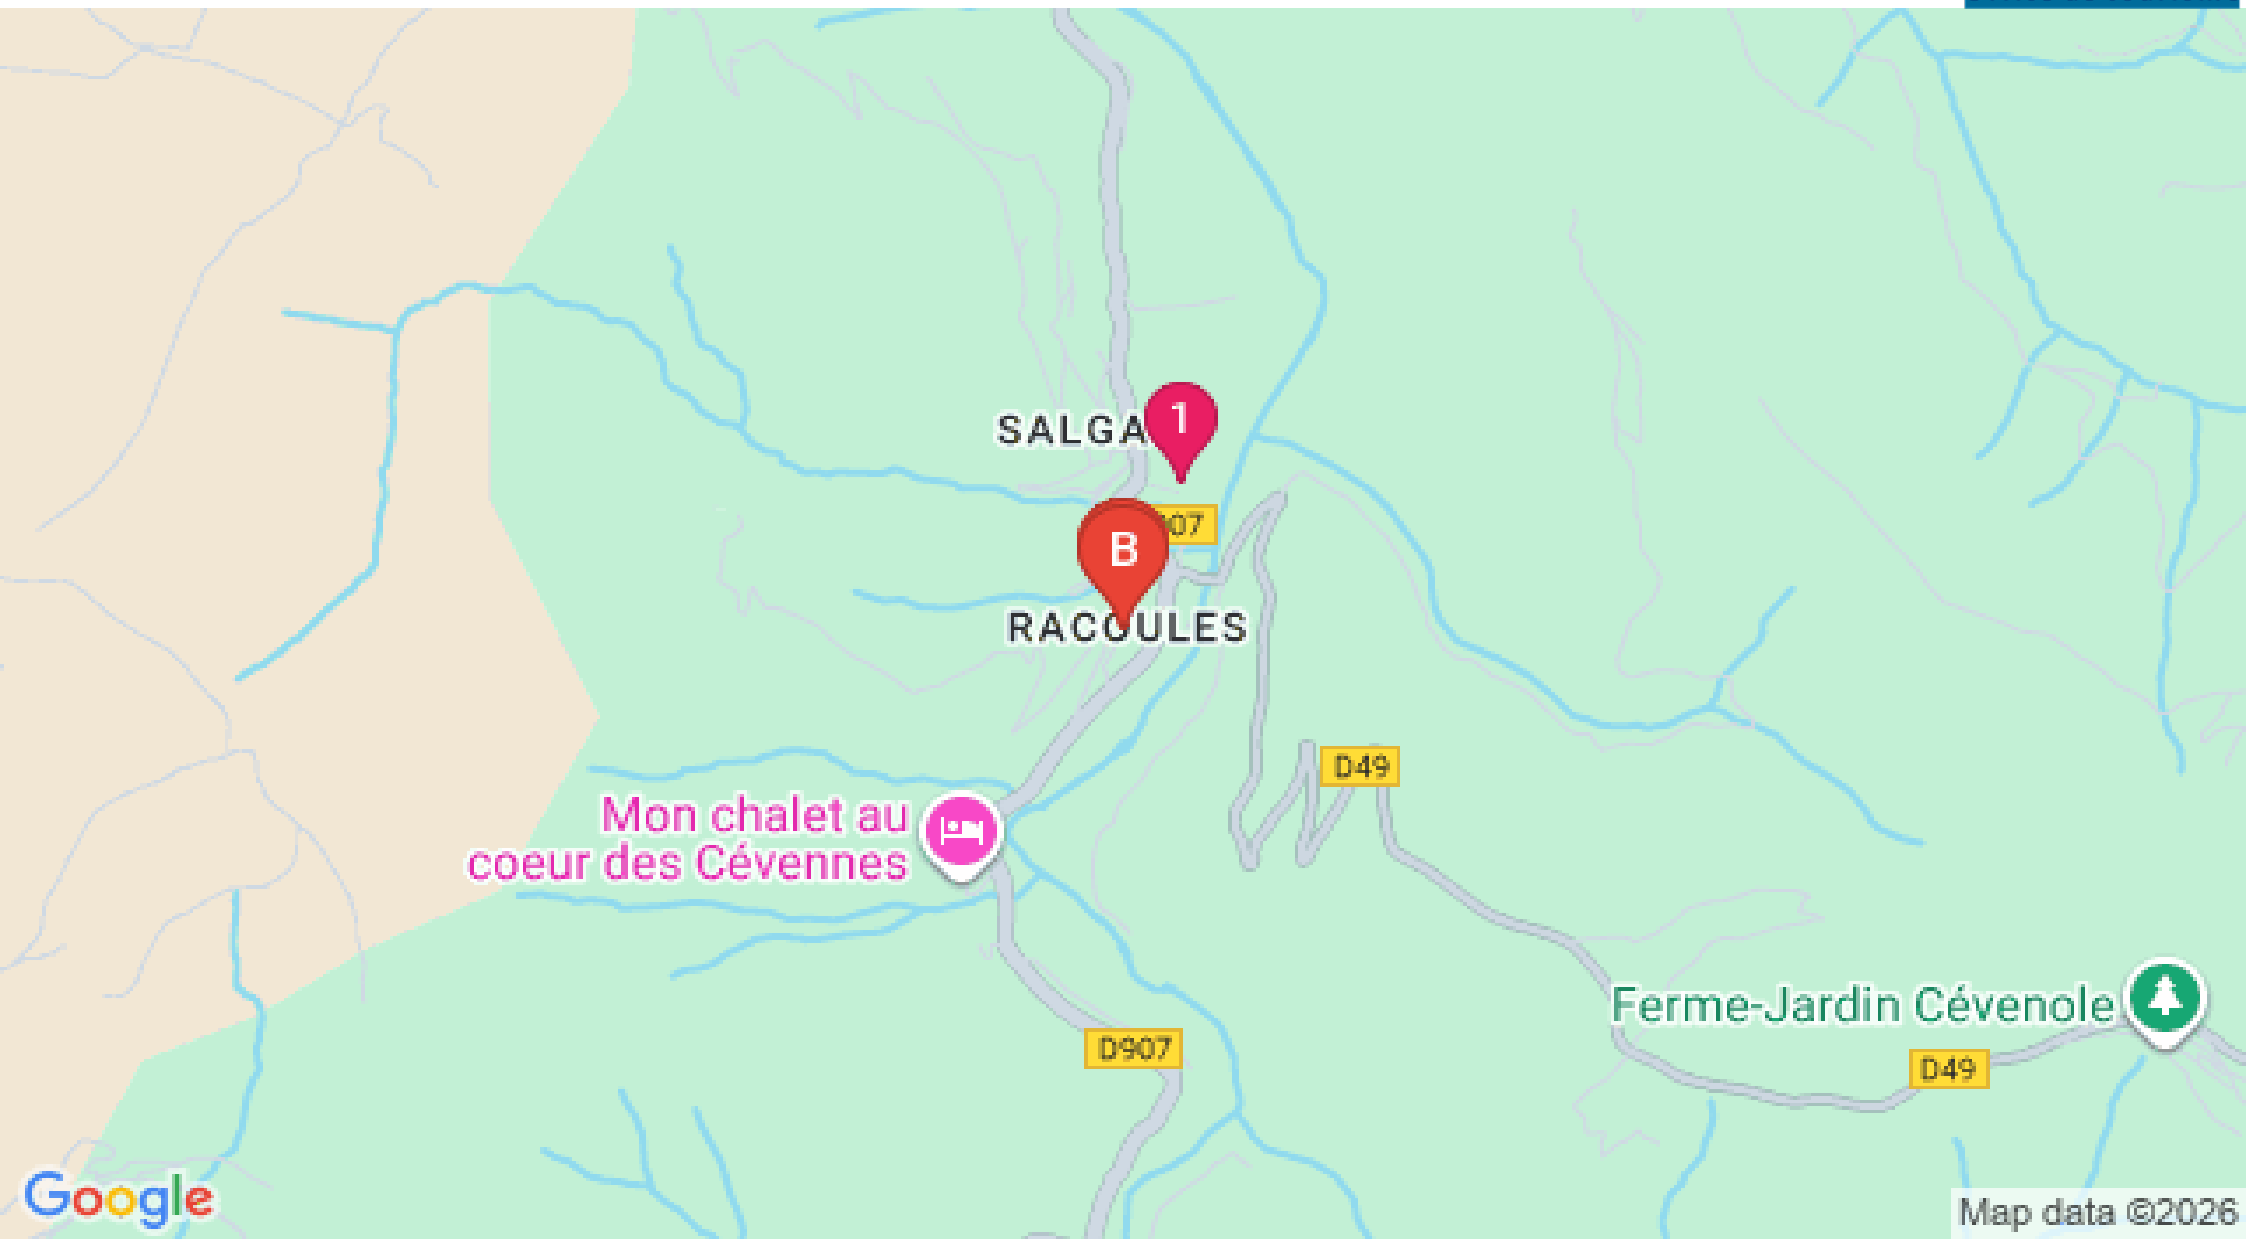 SALGA
1
907
B
RACOULES
D49
Mon chalet au
coeur des Cévennes
Ferme-Jardin Cévenole
D907
D49
Google
Map data ©2026